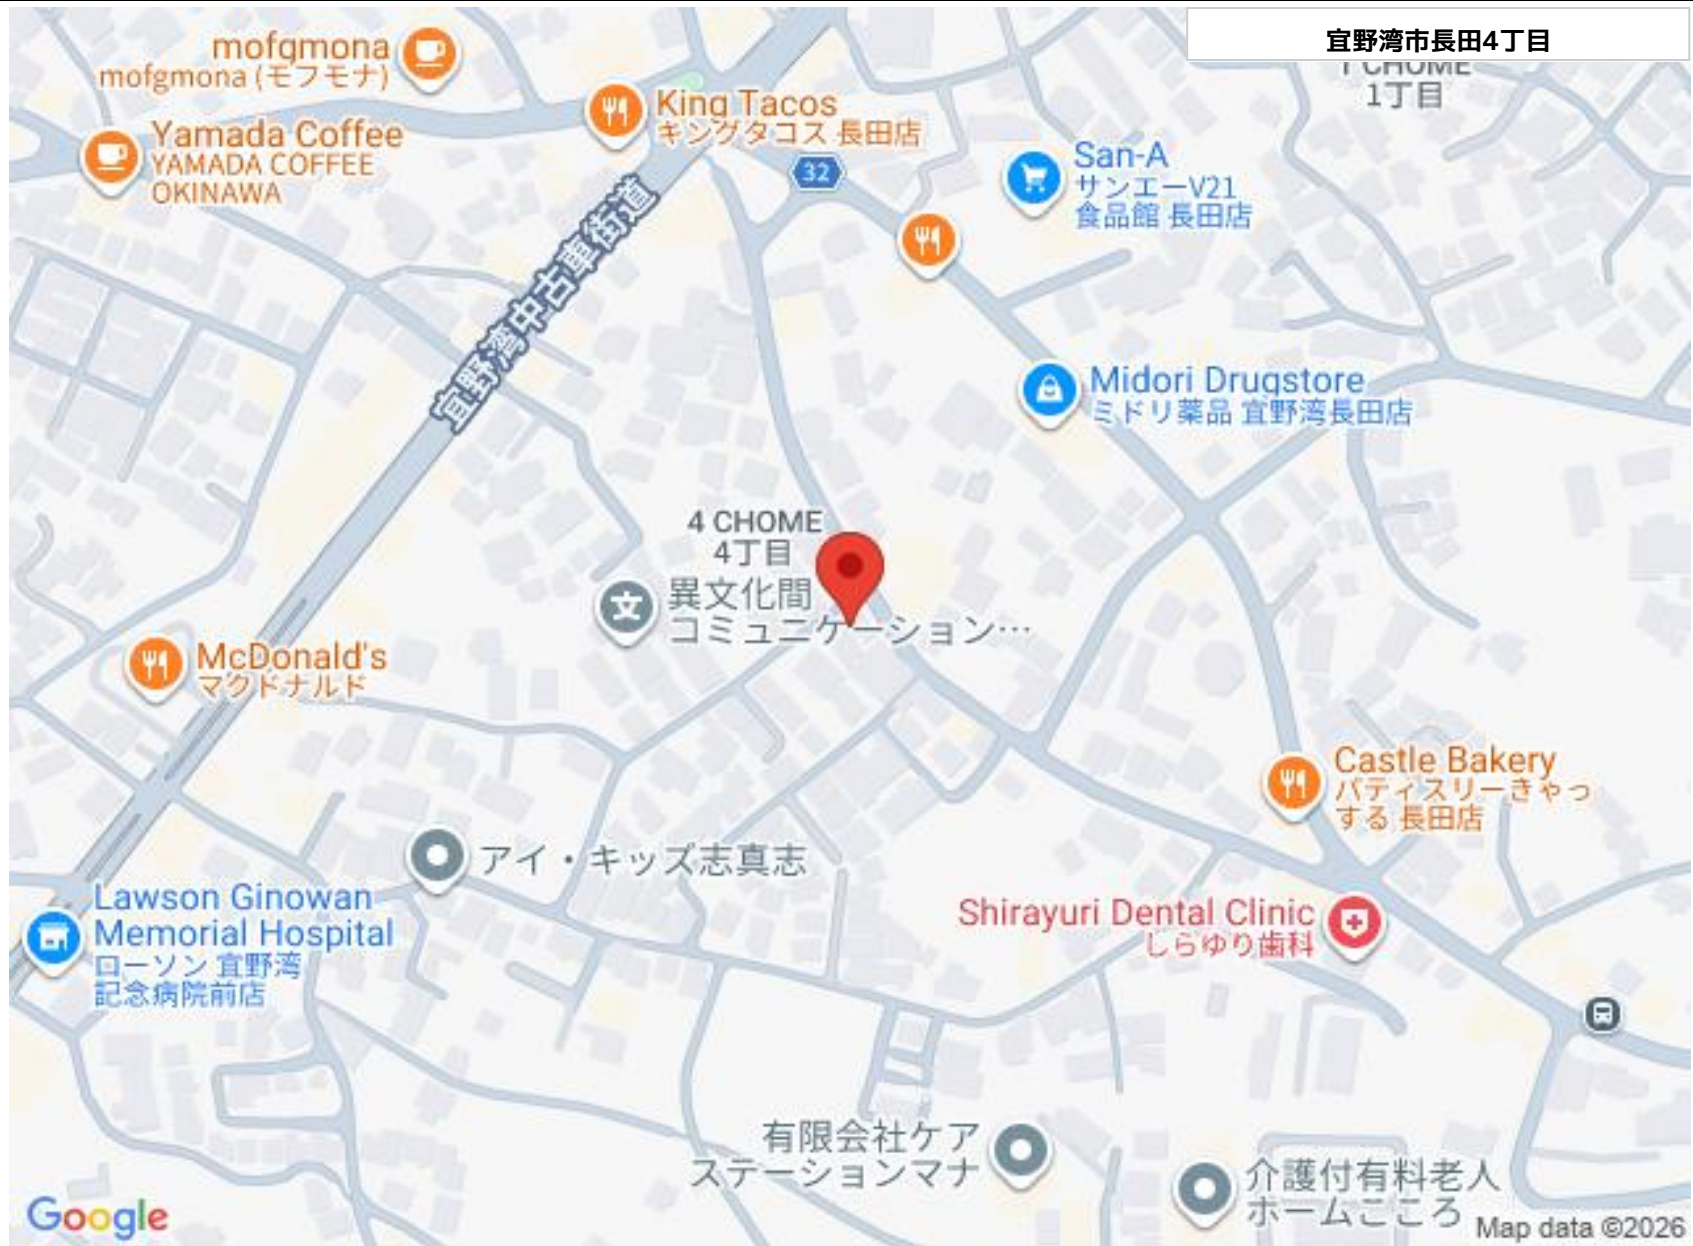 宜野湾市長田4丁目
1 CHOME
1丁目
mofgmona
mofgmona (モフモナ)
King Tacos
キングタコス 長田店
Yamada Coffee
YAMADA COFFEE
OKINAWA
32
San-A
サンエーV21
食品館 長田店
宜野湾中古車街道
Midori Drugstore
ミドリ薬品 宜野湾長田店
4 CHOME
4丁目
異文化間
コミュニケーション…
McDonald's
マクドナルド
Castle Bakery
パティスリーきゃっ
する 長田店
アイ・キッズ志真志
Lawson Ginowan
Memorial Hospital
ローソン 宜野湾
記念病院前店
Shirayuri Dental Clinic
しらゆり歯科
有限会社ケア
ステーションマナ
介護付有料老人
ホームこころ
Google
Map data ©2026